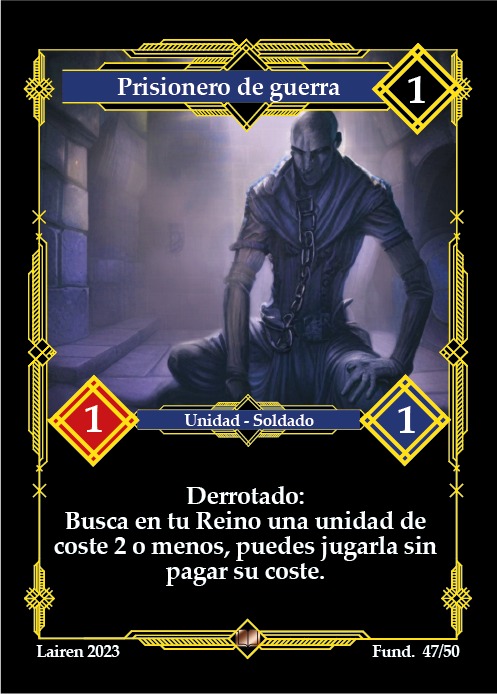 Prisionero de guerra
1
1
Unidad - Soldado
1
Derrotado:
Busca en tu Reino una unidad de
coste 2 o menos, puedes jugarla sin
pagar su coste.
Lairen 2023
Fund. 47/50